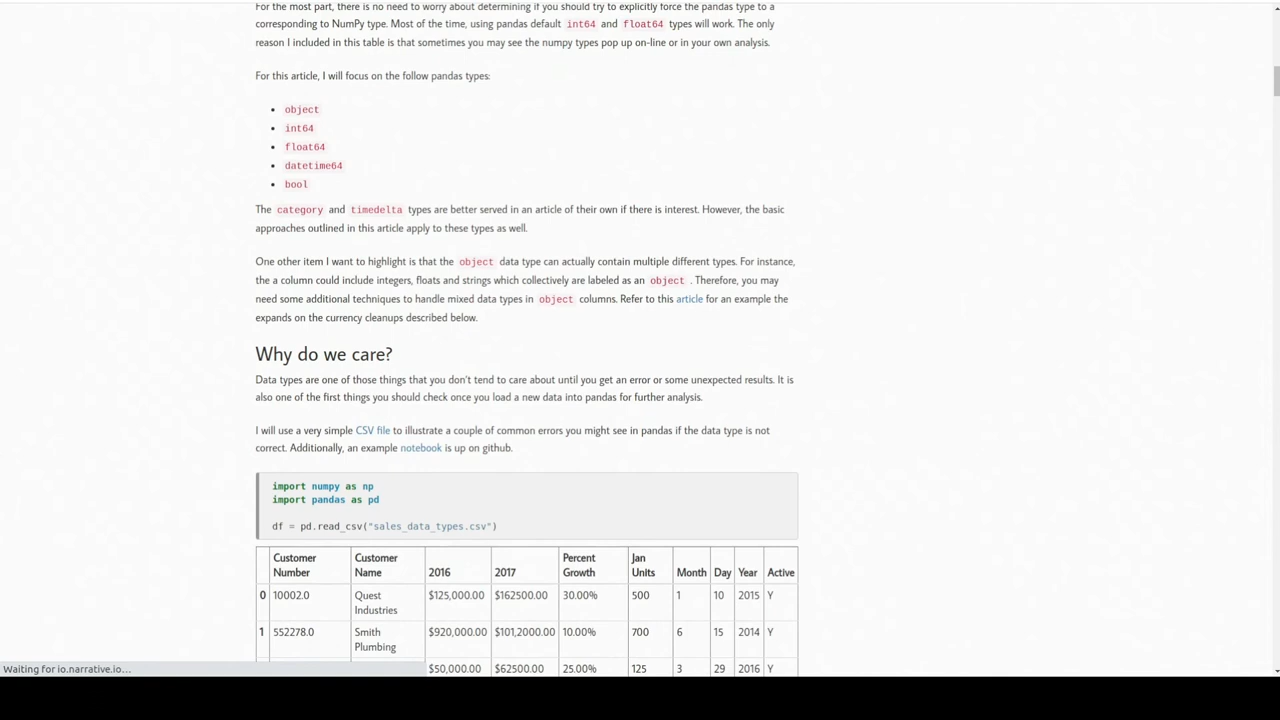 For the most part, there is no need to worry about determining if you should try to explicitly force the pandas type to a
corresponding to NumPy type. Most of the time, using pandas default int64 and float64 types will work. The only
reason I included in this table is that sometimes you may see the numpy types pop up on-line or in your own analysis.
For this article, I will focus on the follow pandas types:
• object
• int64
• float64
• datetime64
• bool
The category and timedelta types are better served in an article of their own if there is interest. However, the basic
approaches outlined in this article apply to these types as well.
One other item I want to highlight is that the object data type can actually contain multiple different types. For instance,
the a column could include integers, floats and strings which collectively are labeled as an object . Therefore, you may
need some additional techniques to handle mixed data types in object columns. Refer to this article for an example the
expands on the currency cleanups described below.
Why do we care?
Data types are one of those things that you don't tend to care about until you get an error or some unexpected results. It is
also one of the first things you should check once you load a new data into pandas for further analysis.
I will use a very simple CSV file to illustrate a couple of common errors you might see in pandas if the data type is not
correct. Additionally, an example notebook is up on github.
import numpy as np
import pandas as pd
df = pd.read_csv("sales_data_types.csv")
Customer Number Customer Name 2016 2017 Percent Growth Jan Units Month Day Year Active
0 10002.0 Quest Industries $125,000.00 $162500.00 30.00% 500 1 10 2015 Y
1 552278.0 Smith Plumbing $920,000.00 $101,2000.00 10.00% 700 6 15 2014 Y
$50,000.00 $62500.00 25.00% 125 3 29 2016 Y
Waiting for io.narrative.io...